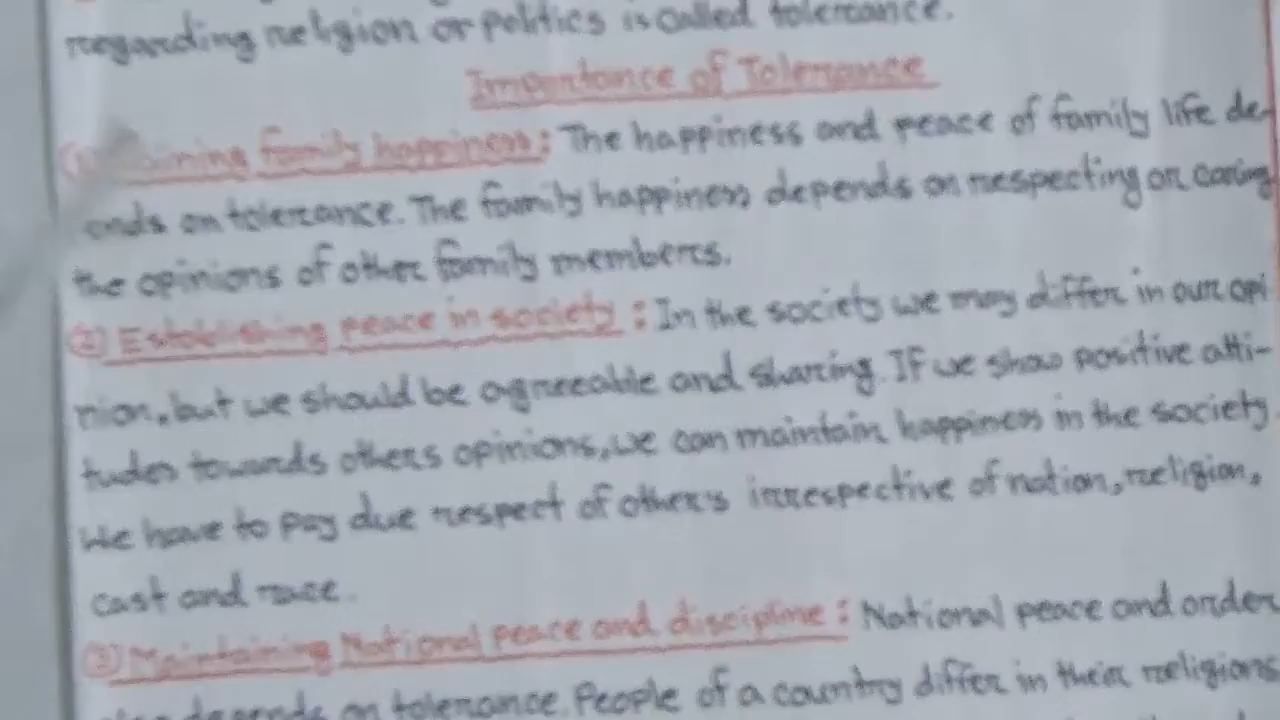 regarding religion or politics is called tolerance.
Importance of Tolerance
family happiness: The happiness and peace of family life de-
ends on tolerance. The family happiness depends on respecting or caring
the opinions of other family members.
(2) Establishing peace in society: In the society we may differ in our opi
nion, but we should be agreeable and sharing. If we show positive atti-
tudes towards others opinions, we can maintain happiness in the society
We have to pay due respect of others irrespective of nation, religion,
cast and race.
(3) Maintaining National peace and discipline: National peace and order
depends on tolerance. People of a country differ in their religions